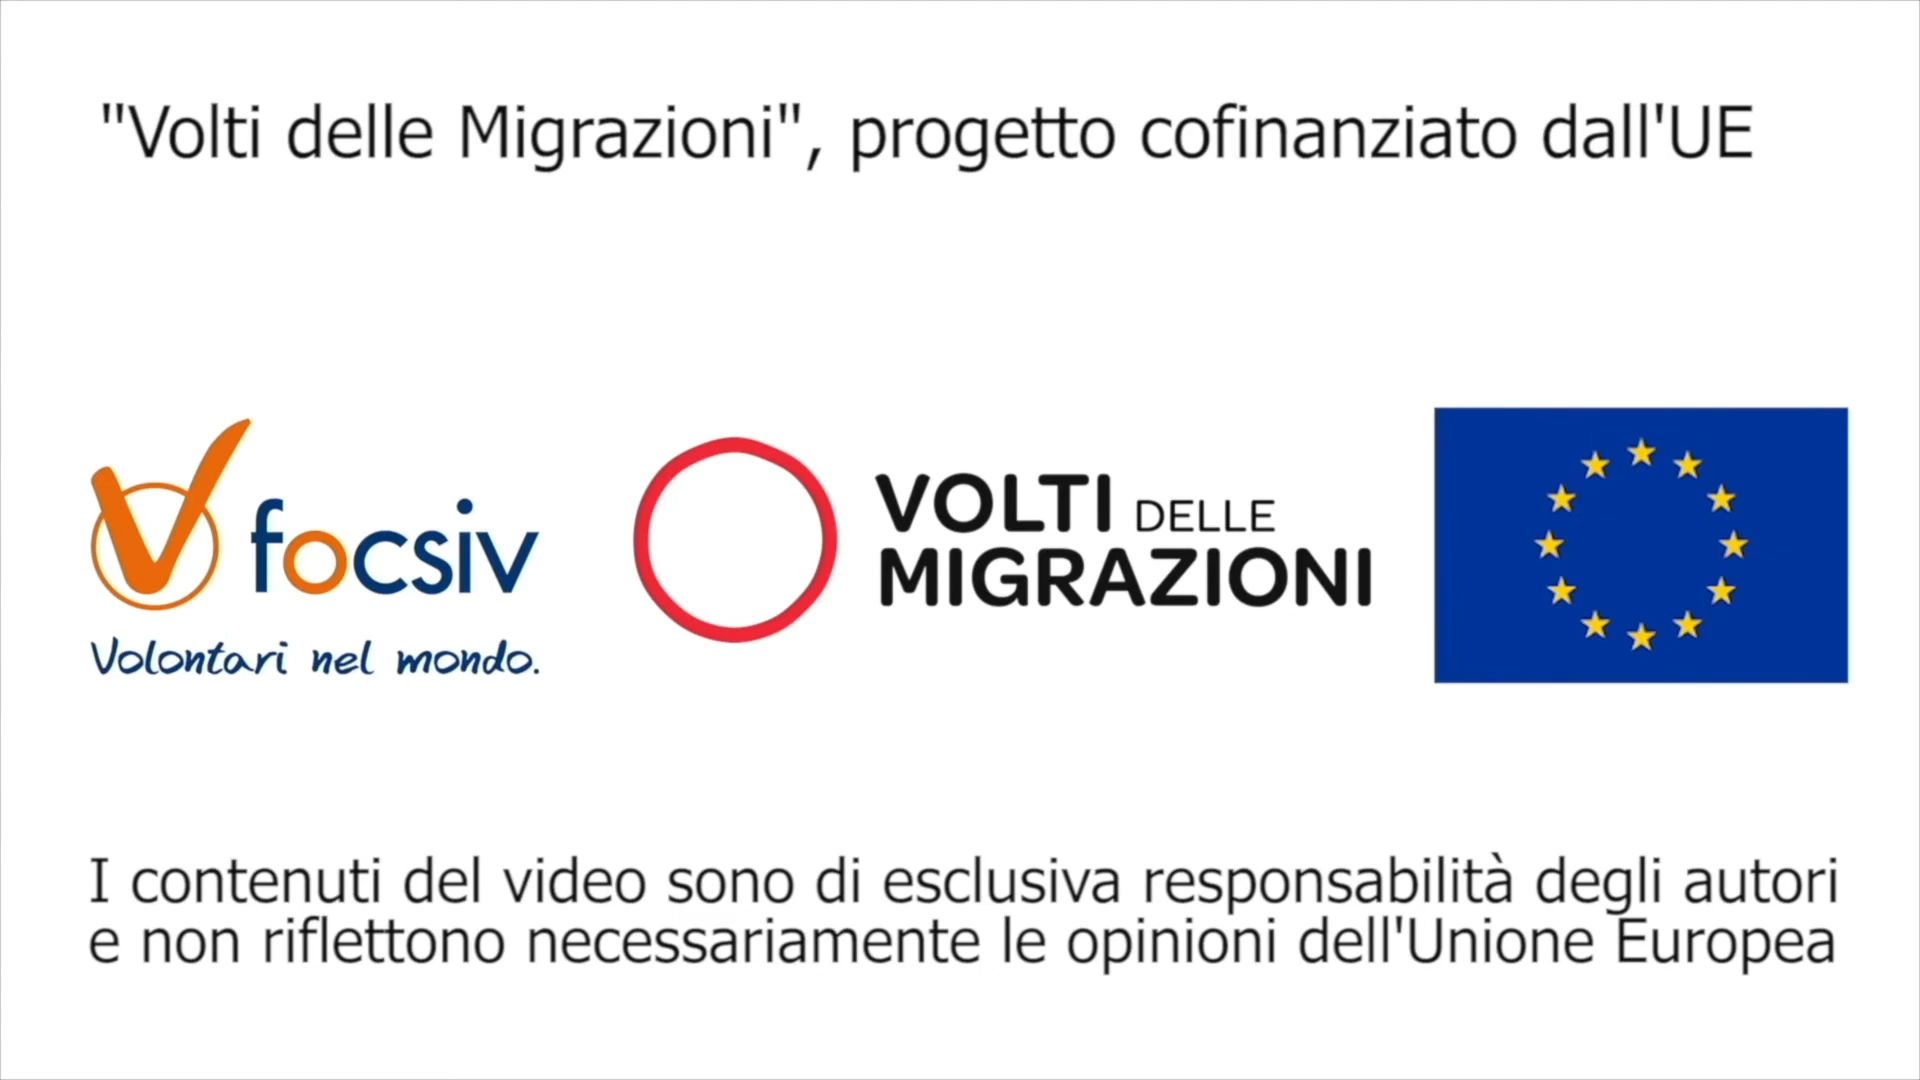 "Volti delle Migrazioni", progetto cofinanziato dall'UE
focsiv
Volontari nel mondo.
VOLTI DELLE
MIGRAZIONI
I contenuti del video sono di esclusiva responsabilità degli autori
e non riflettono necessariamente le opinioni dell'Unione Europea